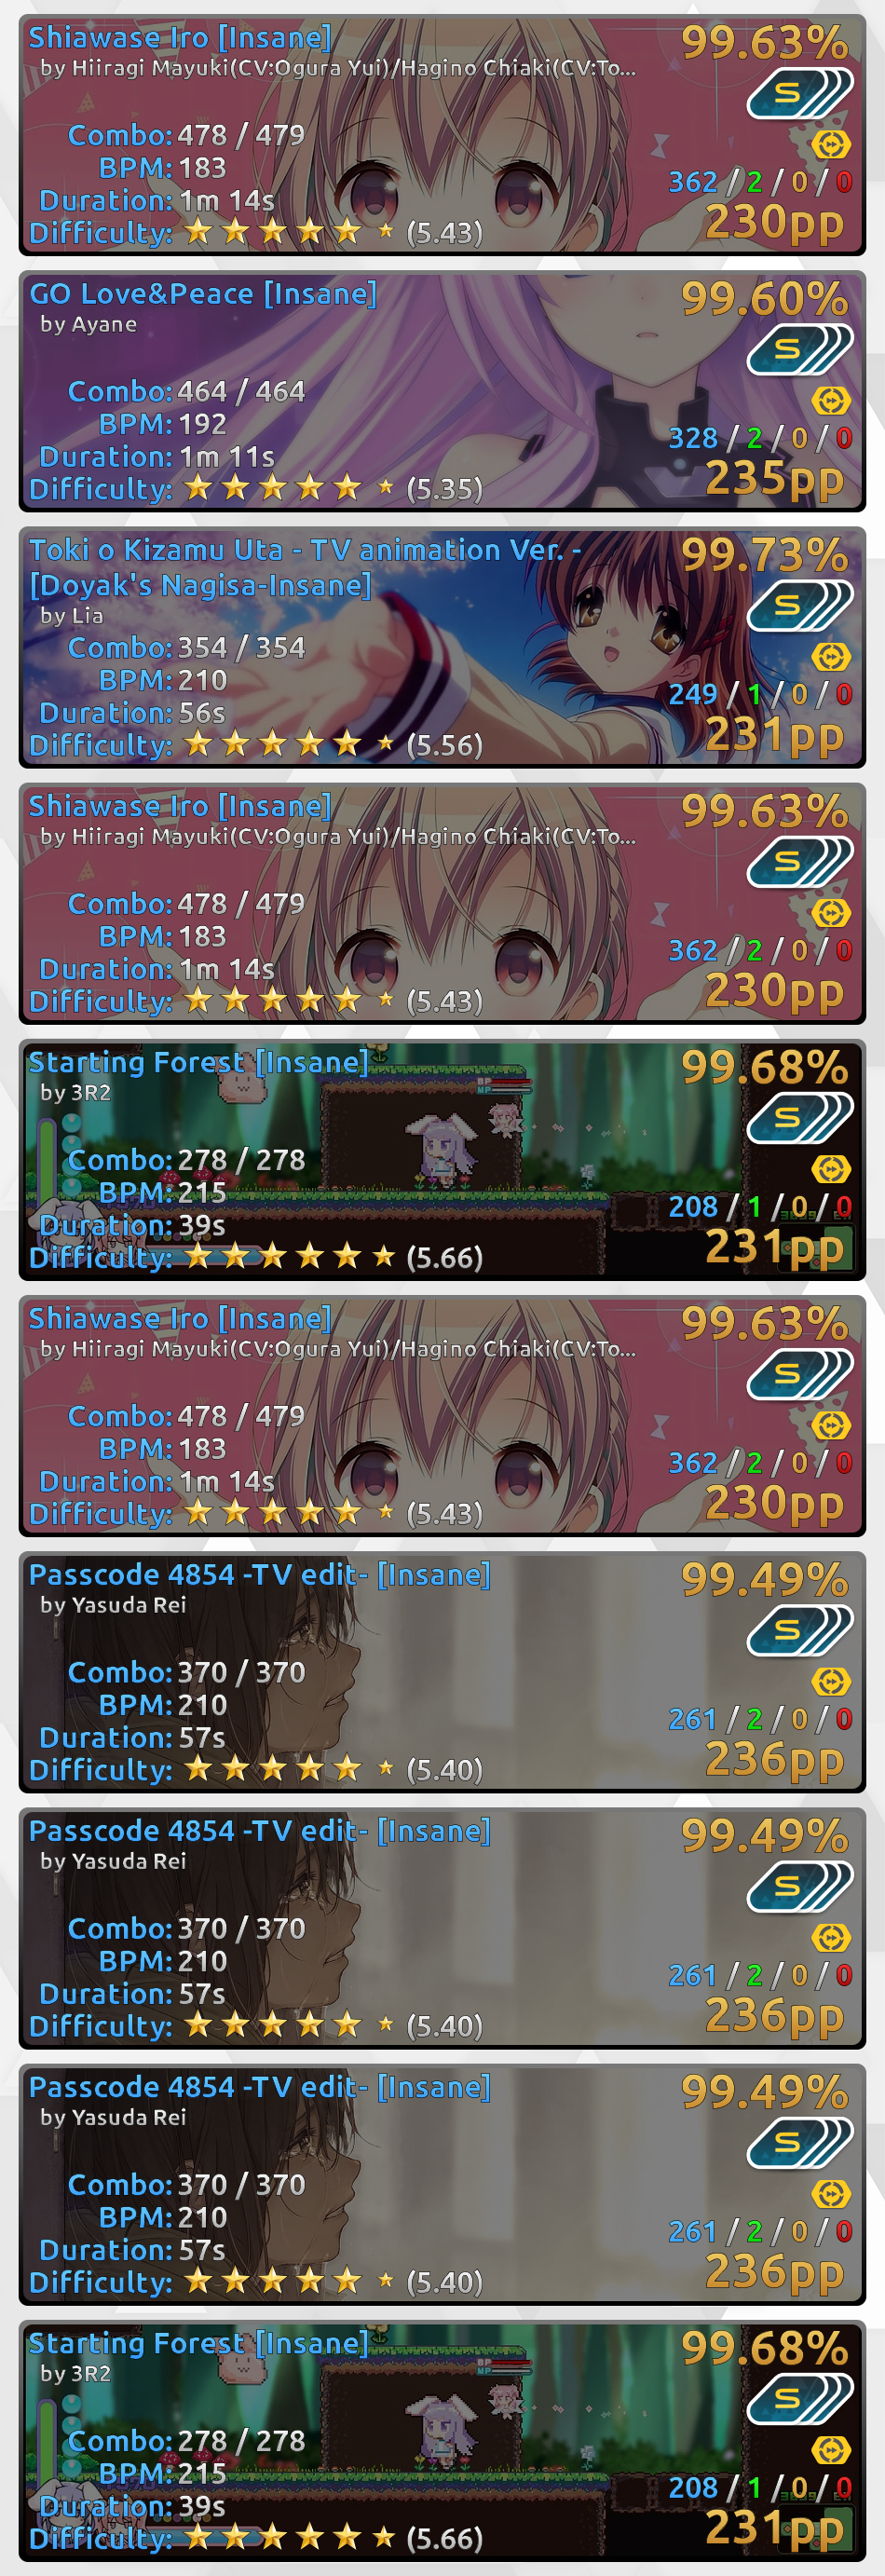 Shiawase Iro [Insane]
by Hiiragi Mayuki(CV:Ogura Yui)/Hagino Chiaki(CV:To...
99.63%
S
Combo: 478 / 479
BPM: 183
Duration: 1m 14s
362 / 2 / 0 / 0
Difficulty: (5.43)
230pp
GO Love&Peace [Insane]
by Ayane
99.60%
S
Combo: 464 / 464
BPM: 192
Duration: 1m 11s
328 / 2 / 0 / 0
Difficulty: (5.35)
235pp
Toki o Kizamu Uta - TV animation Ver. -
[Doyak's Nagisa-Insane]
by Lia
99.73%
S
Combo: 354 / 354
BPM: 210
Duration: 56s
249 / 1 / 0 / 0
Difficulty: (5.56)
231pp
Shiawase Iro [Insane]
by Hiiragi Mayuki(CV:Ogura Yui)/Hagino Chiaki(CV:To...
99.63%
S
Combo: 478 / 479
BPM: 183
Duration: 1m 14s
362 / 2 / 0 / 0
Difficulty: (5.43)
230pp
Starting Forest [Insane]
by 3R2
99.68%
BP
MP
S
Combo: 278 / 278
BPM: 215
Duration: 39s
208 / 1 / 0 / 0
Difficulty: (5.66)
231pp
Shiawase Iro [Insane]
by Hiiragi Mayuki(CV:Ogura Yui)/Hagino Chiaki(CV:To...
99.63%
S
Combo: 478 / 479
BPM: 183
Duration: 1m 14s
362 / 2 / 0 / 0
Difficulty: (5.43)
230pp
Passcode 4854 -TV edit- [Insane]
by Yasuda Rei
99.49%
S
Combo: 370 / 370
BPM: 210
Duration: 57s
261 / 2 / 0 / 0
Difficulty: (5.40)
236pp
Passcode 4854 -TV edit- [Insane]
by Yasuda Rei
99.49%
S
Combo: 370 / 370
BPM: 210
Duration: 57s
261 / 2 / 0 / 0
Difficulty: (5.40)
236pp
Passcode 4854 -TV edit- [Insane]
by Yasuda Rei
99.49%
S
Combo: 370 / 370
BPM: 210
Duration: 57s
261 / 2 / 0 / 0
Difficulty: (5.40)
236pp
Starting Forest [Insane]
by 3R2
99.68%
BP
MP
S
Combo: 278 / 278
BPM: 215
Duration: 39s
208 / 1 / 0 / 0
Difficulty: (5.66)
231pp